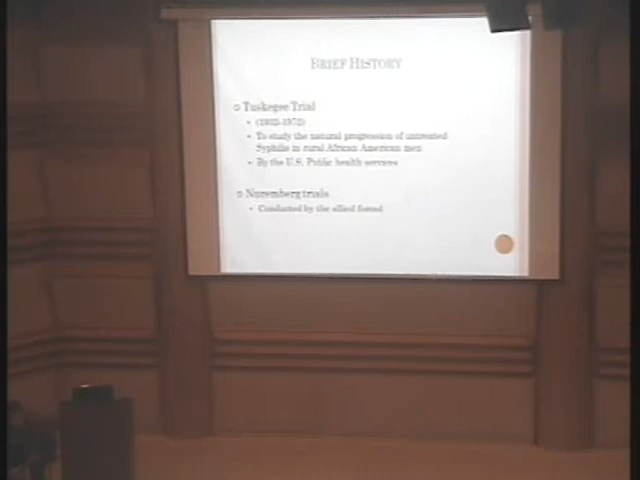 BRIEF HISTORY
Tuskegee Trial
(1932-1972)
To study the natural progression of untreated
Syphilis in rural African American men
By the U.S. Public health services
Nuremberg trials
Conducted by the allied forced